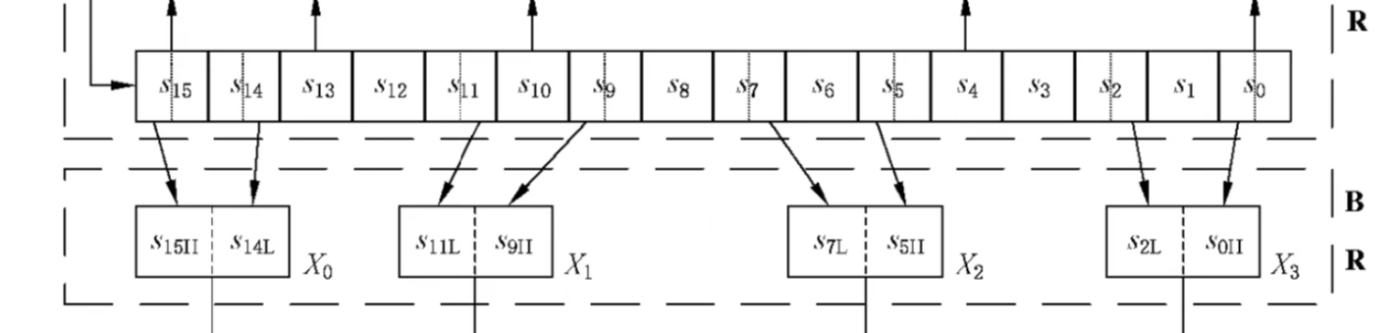 R
s15 s14 s13 s12 s11 s10 s9 s8 s7 s6 s5 s4 s3 s2 s1 s0
B
s15H s14L X0 s11L s9H X1 s7L s5H X2 s2L s0H X3
R